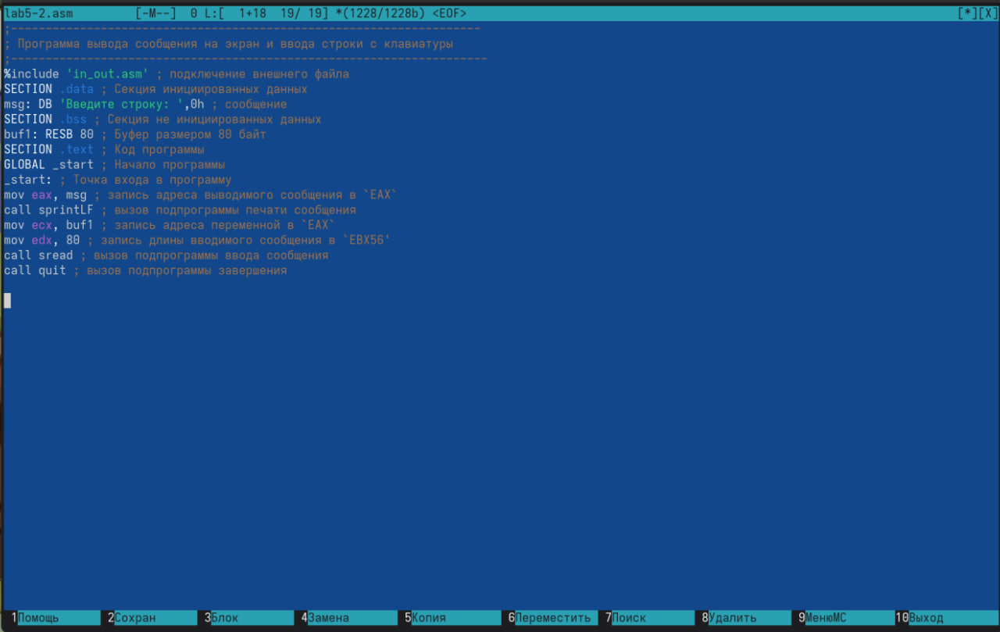 lab5-2.asm [-M--] 0 L:[ 1+18 19/ 19] *(1228/1228b) <EOF> [*][X]
;--------------------------------------------------------------------
; Программа вывода сообщения на экран и ввода строки с клавиатуры
;---------------------------------------------------------------------
%include 'in_out.asm' ; подключение внешнего файла
SECTION .data ; Секция инициированных данных
msg: DB 'Введите строку: ',0h ; сообщение
SECTION .bss ; Секция не инициированных данных
buf1: RESB 80 ; Буфер размером 80 байт
SECTION .text ; Код программы
GLOBAL _start ; Начало программы
_start: ; Точка входа в программу
mov eax, msg ; запись адреса выводимого сообщения в `EAX`
call sprintLF ; вызов подпрограммы печати сообщения
mov ecx, buf1 ; запись адреса переменной в `EAX`
mov edx, 80 ; запись длины вводимого сообщения в `EBX56'
call sread ; вызов подпрограммы ввода сообщения
call quit ; вызов подпрограммы завершения
1Помощь 2Сохран 3Блок 4Замена 5Копия 6Переместить 7Поиск 8Удалить 9МенюMC 10Выход